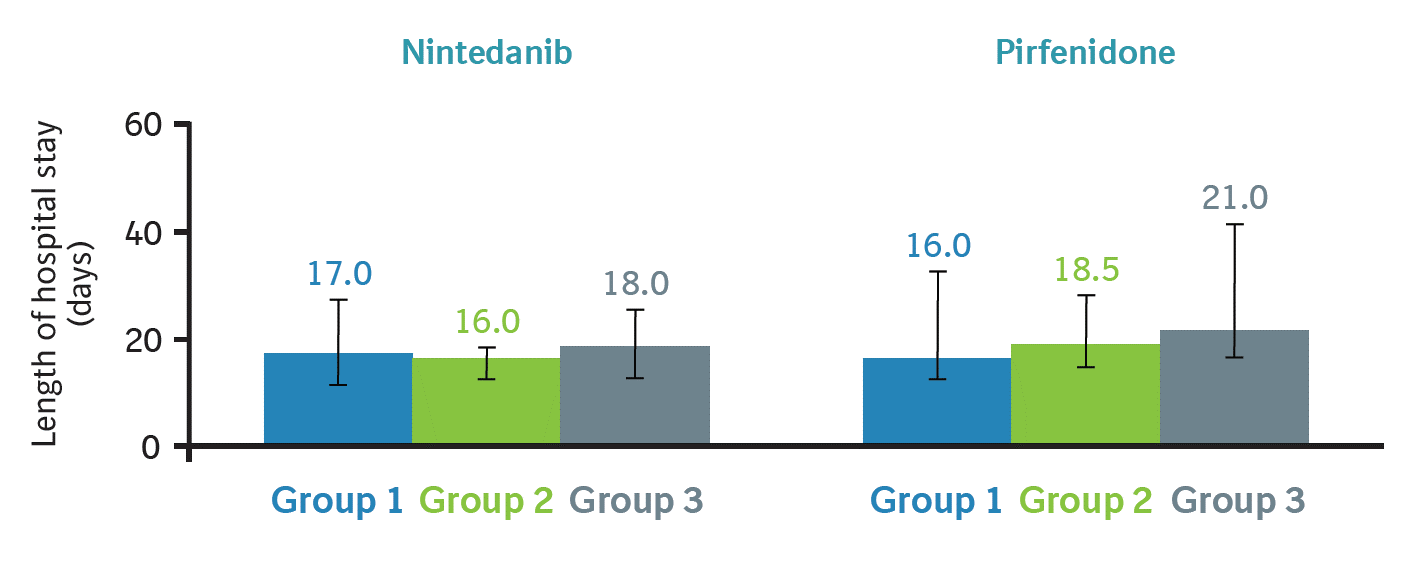 Nintedanib
Pirfenidone
Length of hospital stay
(days)
60
40
20
0
17.0
16.0
18.0
16.0
18.5
21.0
Group 1
Group 2
Group 3
Group 1
Group 2
Group 3